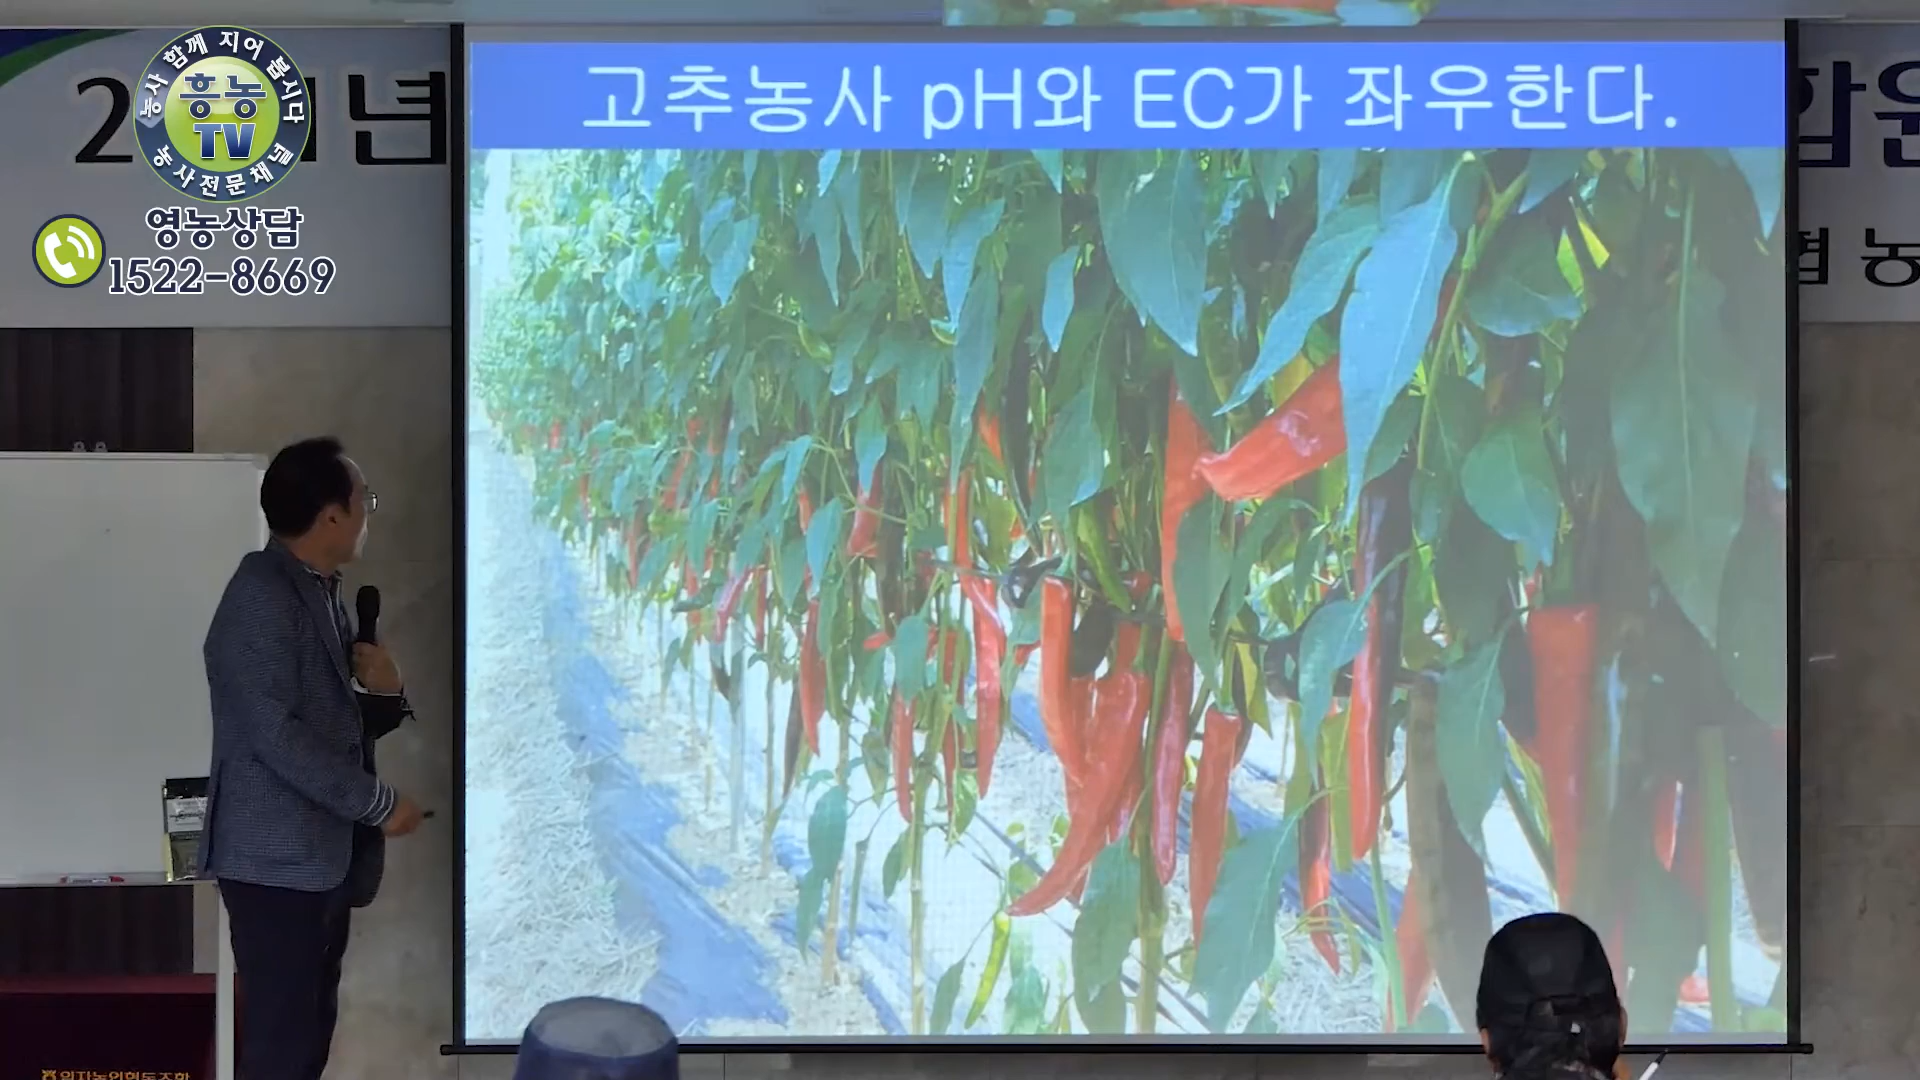 농사 함께 지어 봅시다
흥농
TV
농사전문채널
영농상담
1522-8669
고추농사 pH와 EC가 좌우한다.
년
농